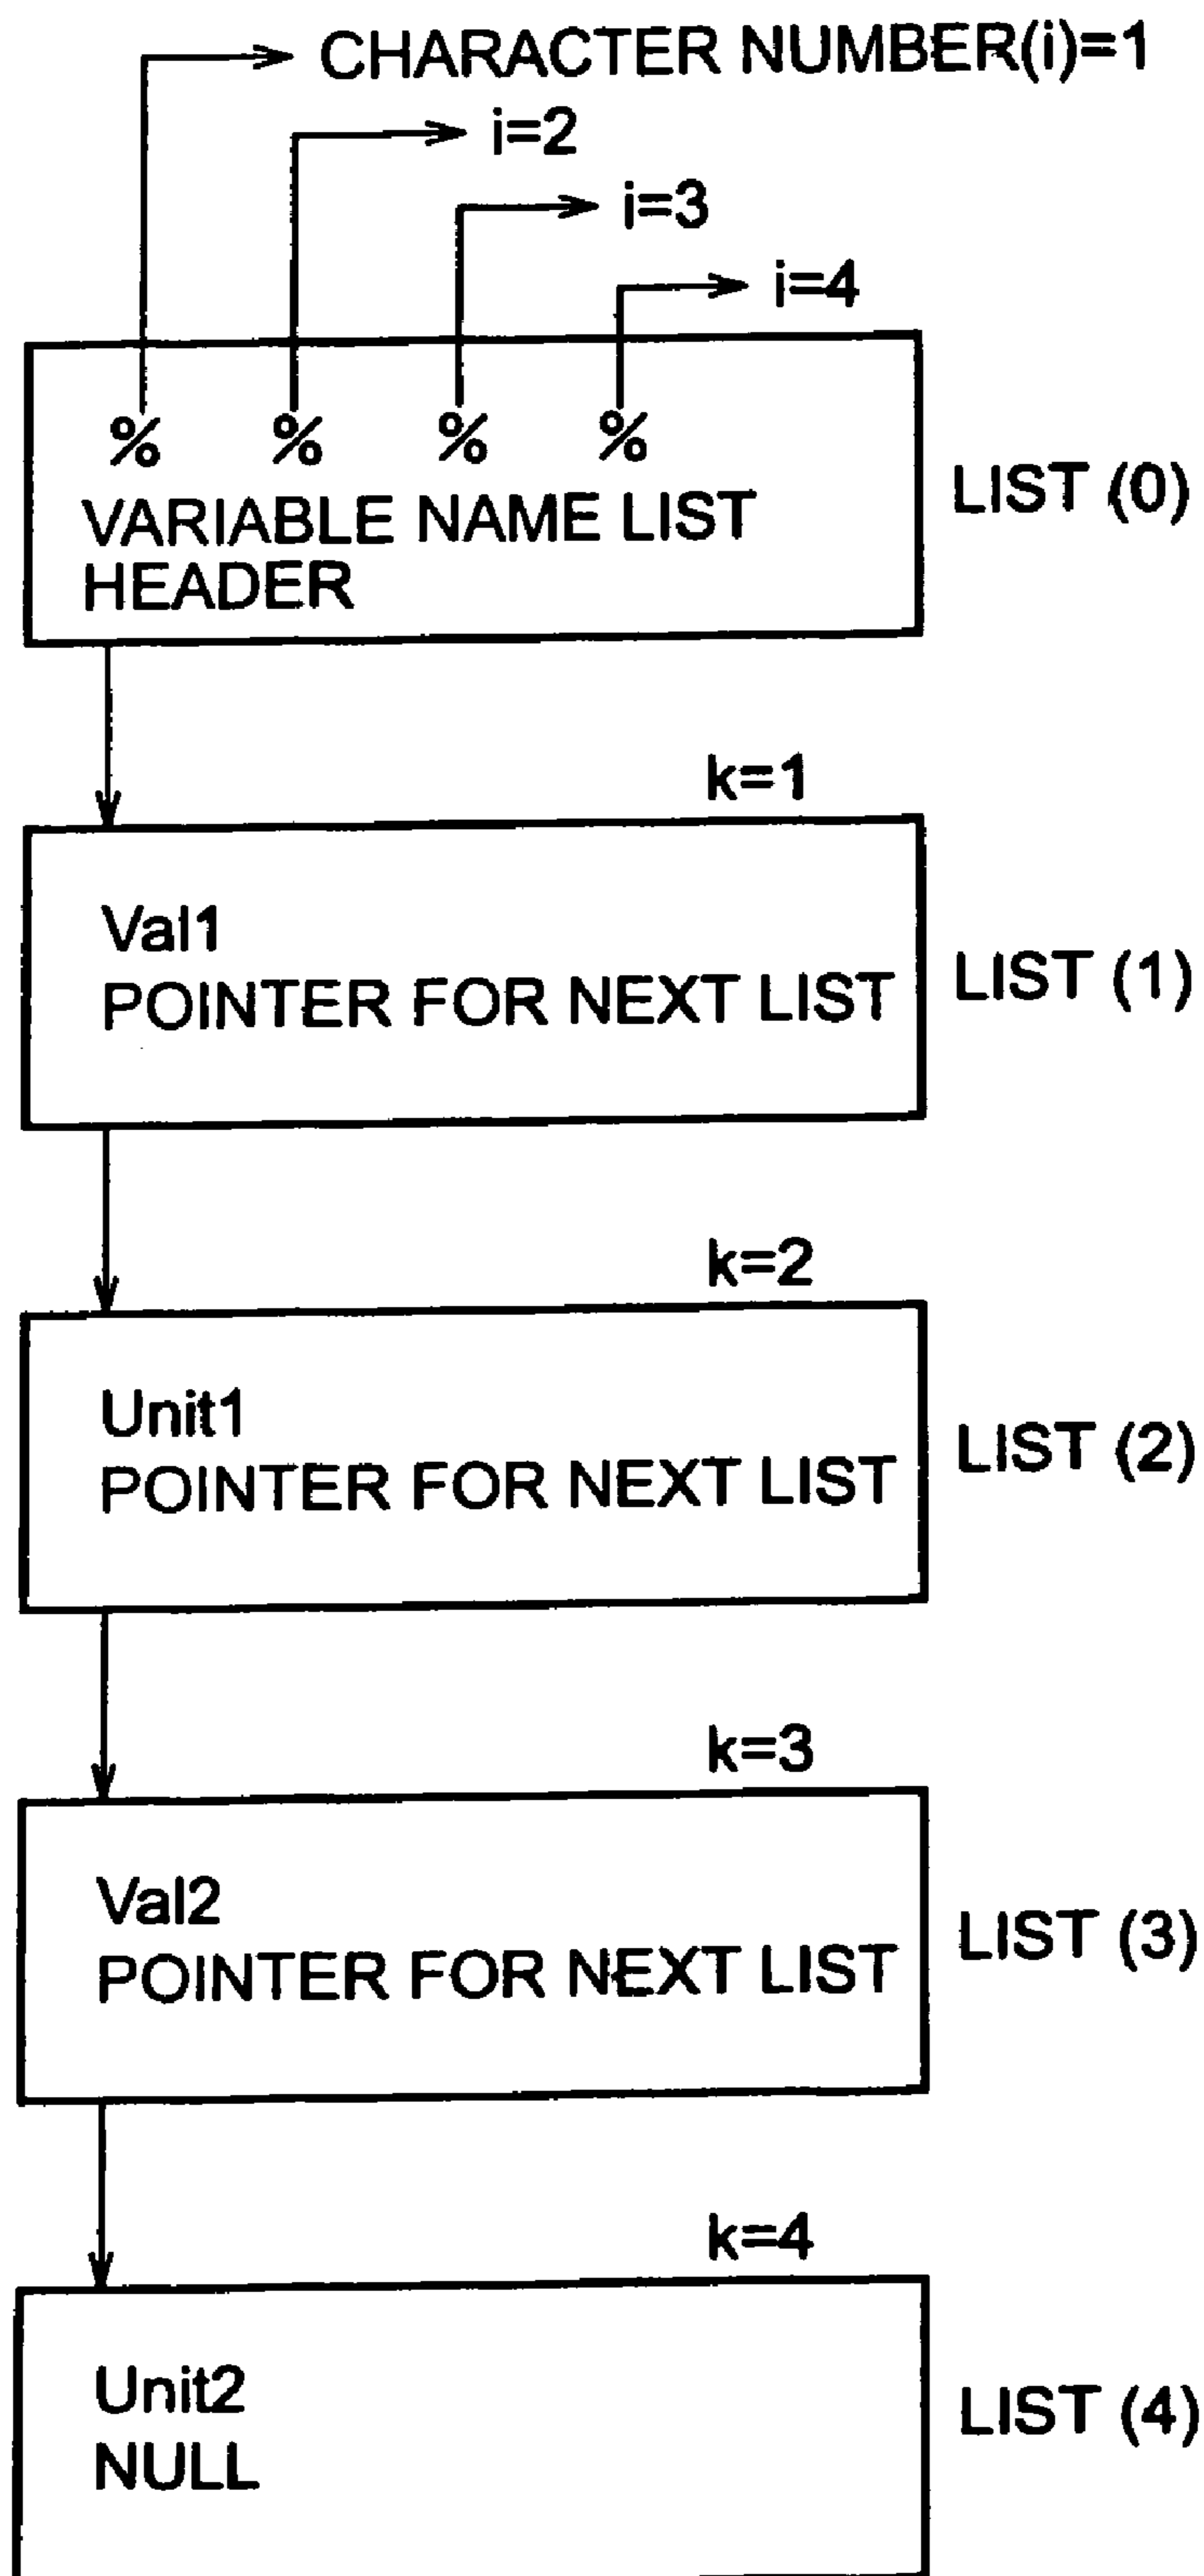 CHARACTER NUMBER(i)=1
i=2
i=3
i=4
% % % %
VARIABLE NAME LIST
HEADER
LIST (0)
k=1
Val1
POINTER FOR NEXT LIST
LIST (1)
k=2
Unit1
POINTER FOR NEXT LIST
LIST (2)
k=3
Val2
POINTER FOR NEXT LIST
LIST (3)
k=4
Unit2
NULL
LIST (4)